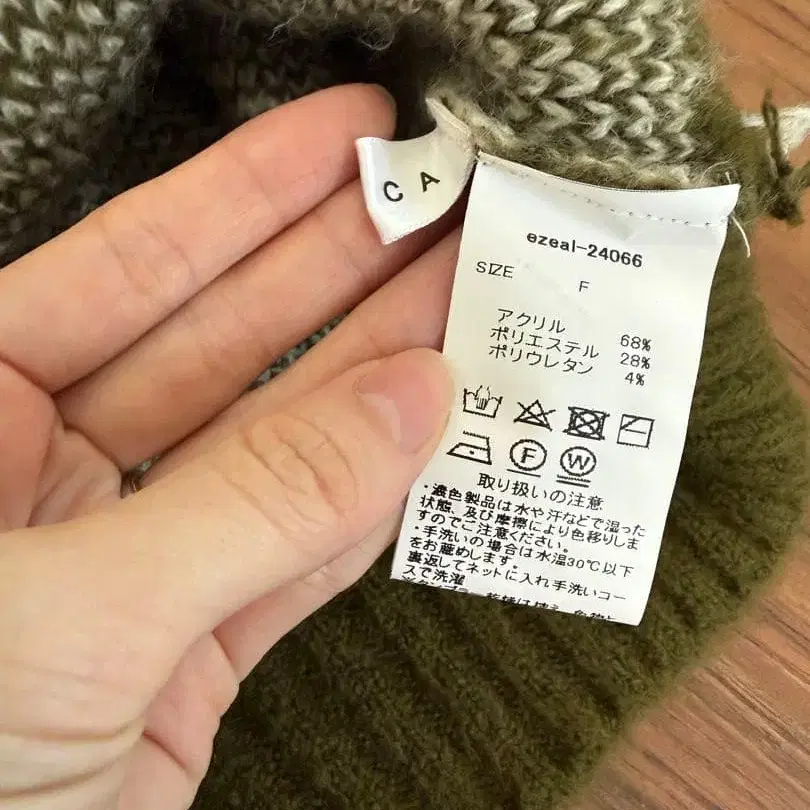 CA
ezeal-24066
SIZE F
アクリル 68%
ポリエステル 28%
ポリウレタン 4%
F W
取り扱いの注意
・濃色製品は水や汗などで湿った
状態、及び摩擦により色移りしま
すのでご注意ください。
・手洗いの場合は水温30℃以下
をお薦めします。
裏返してネットに入れ手洗いコー
スで洗濯